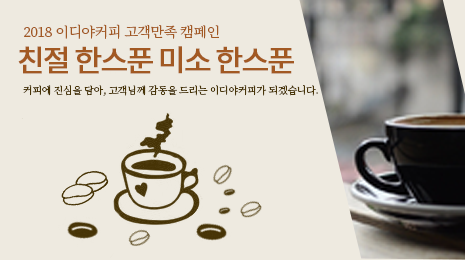 2018 이디야커피 고객만족 캠페인
친절 한스푼 미소 한스푼
커피에 진심을 담아, 고객님께 감동을 드리는 이디야커피가 되겠습니다.